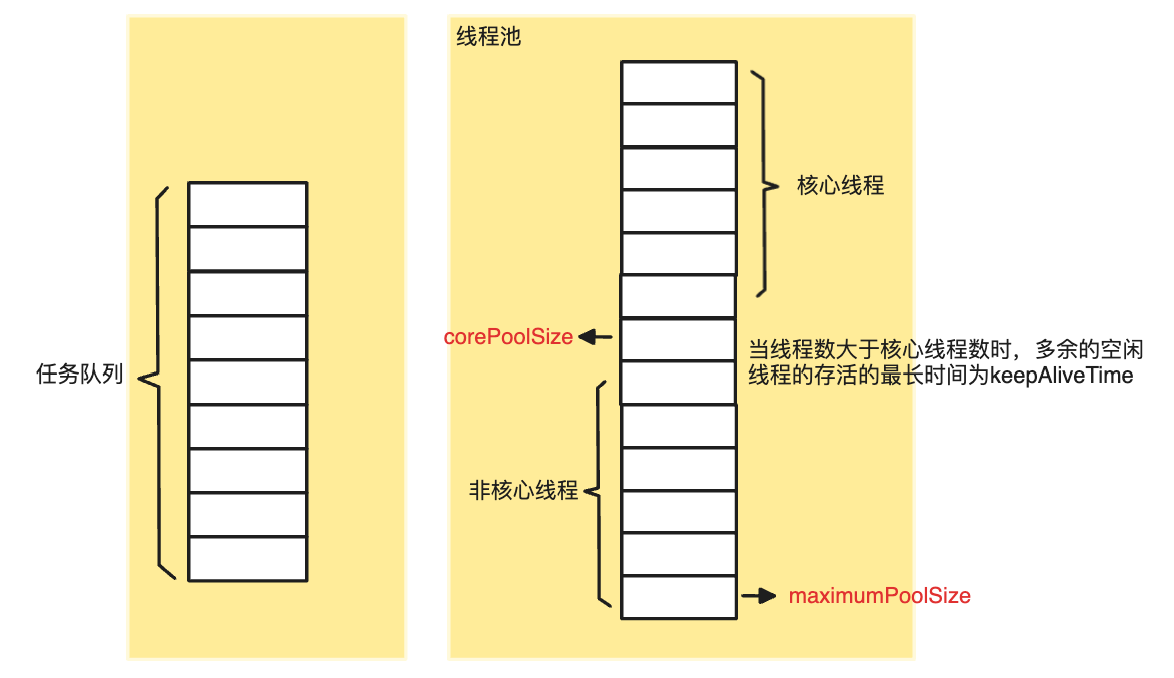 线程池
核心线程
corePoolSize
当线程数大于核心线程数时，多余的空闲
线程的存活的最长时间为keepAliveTime
任务队列
非核心线程
maximumPoolSize